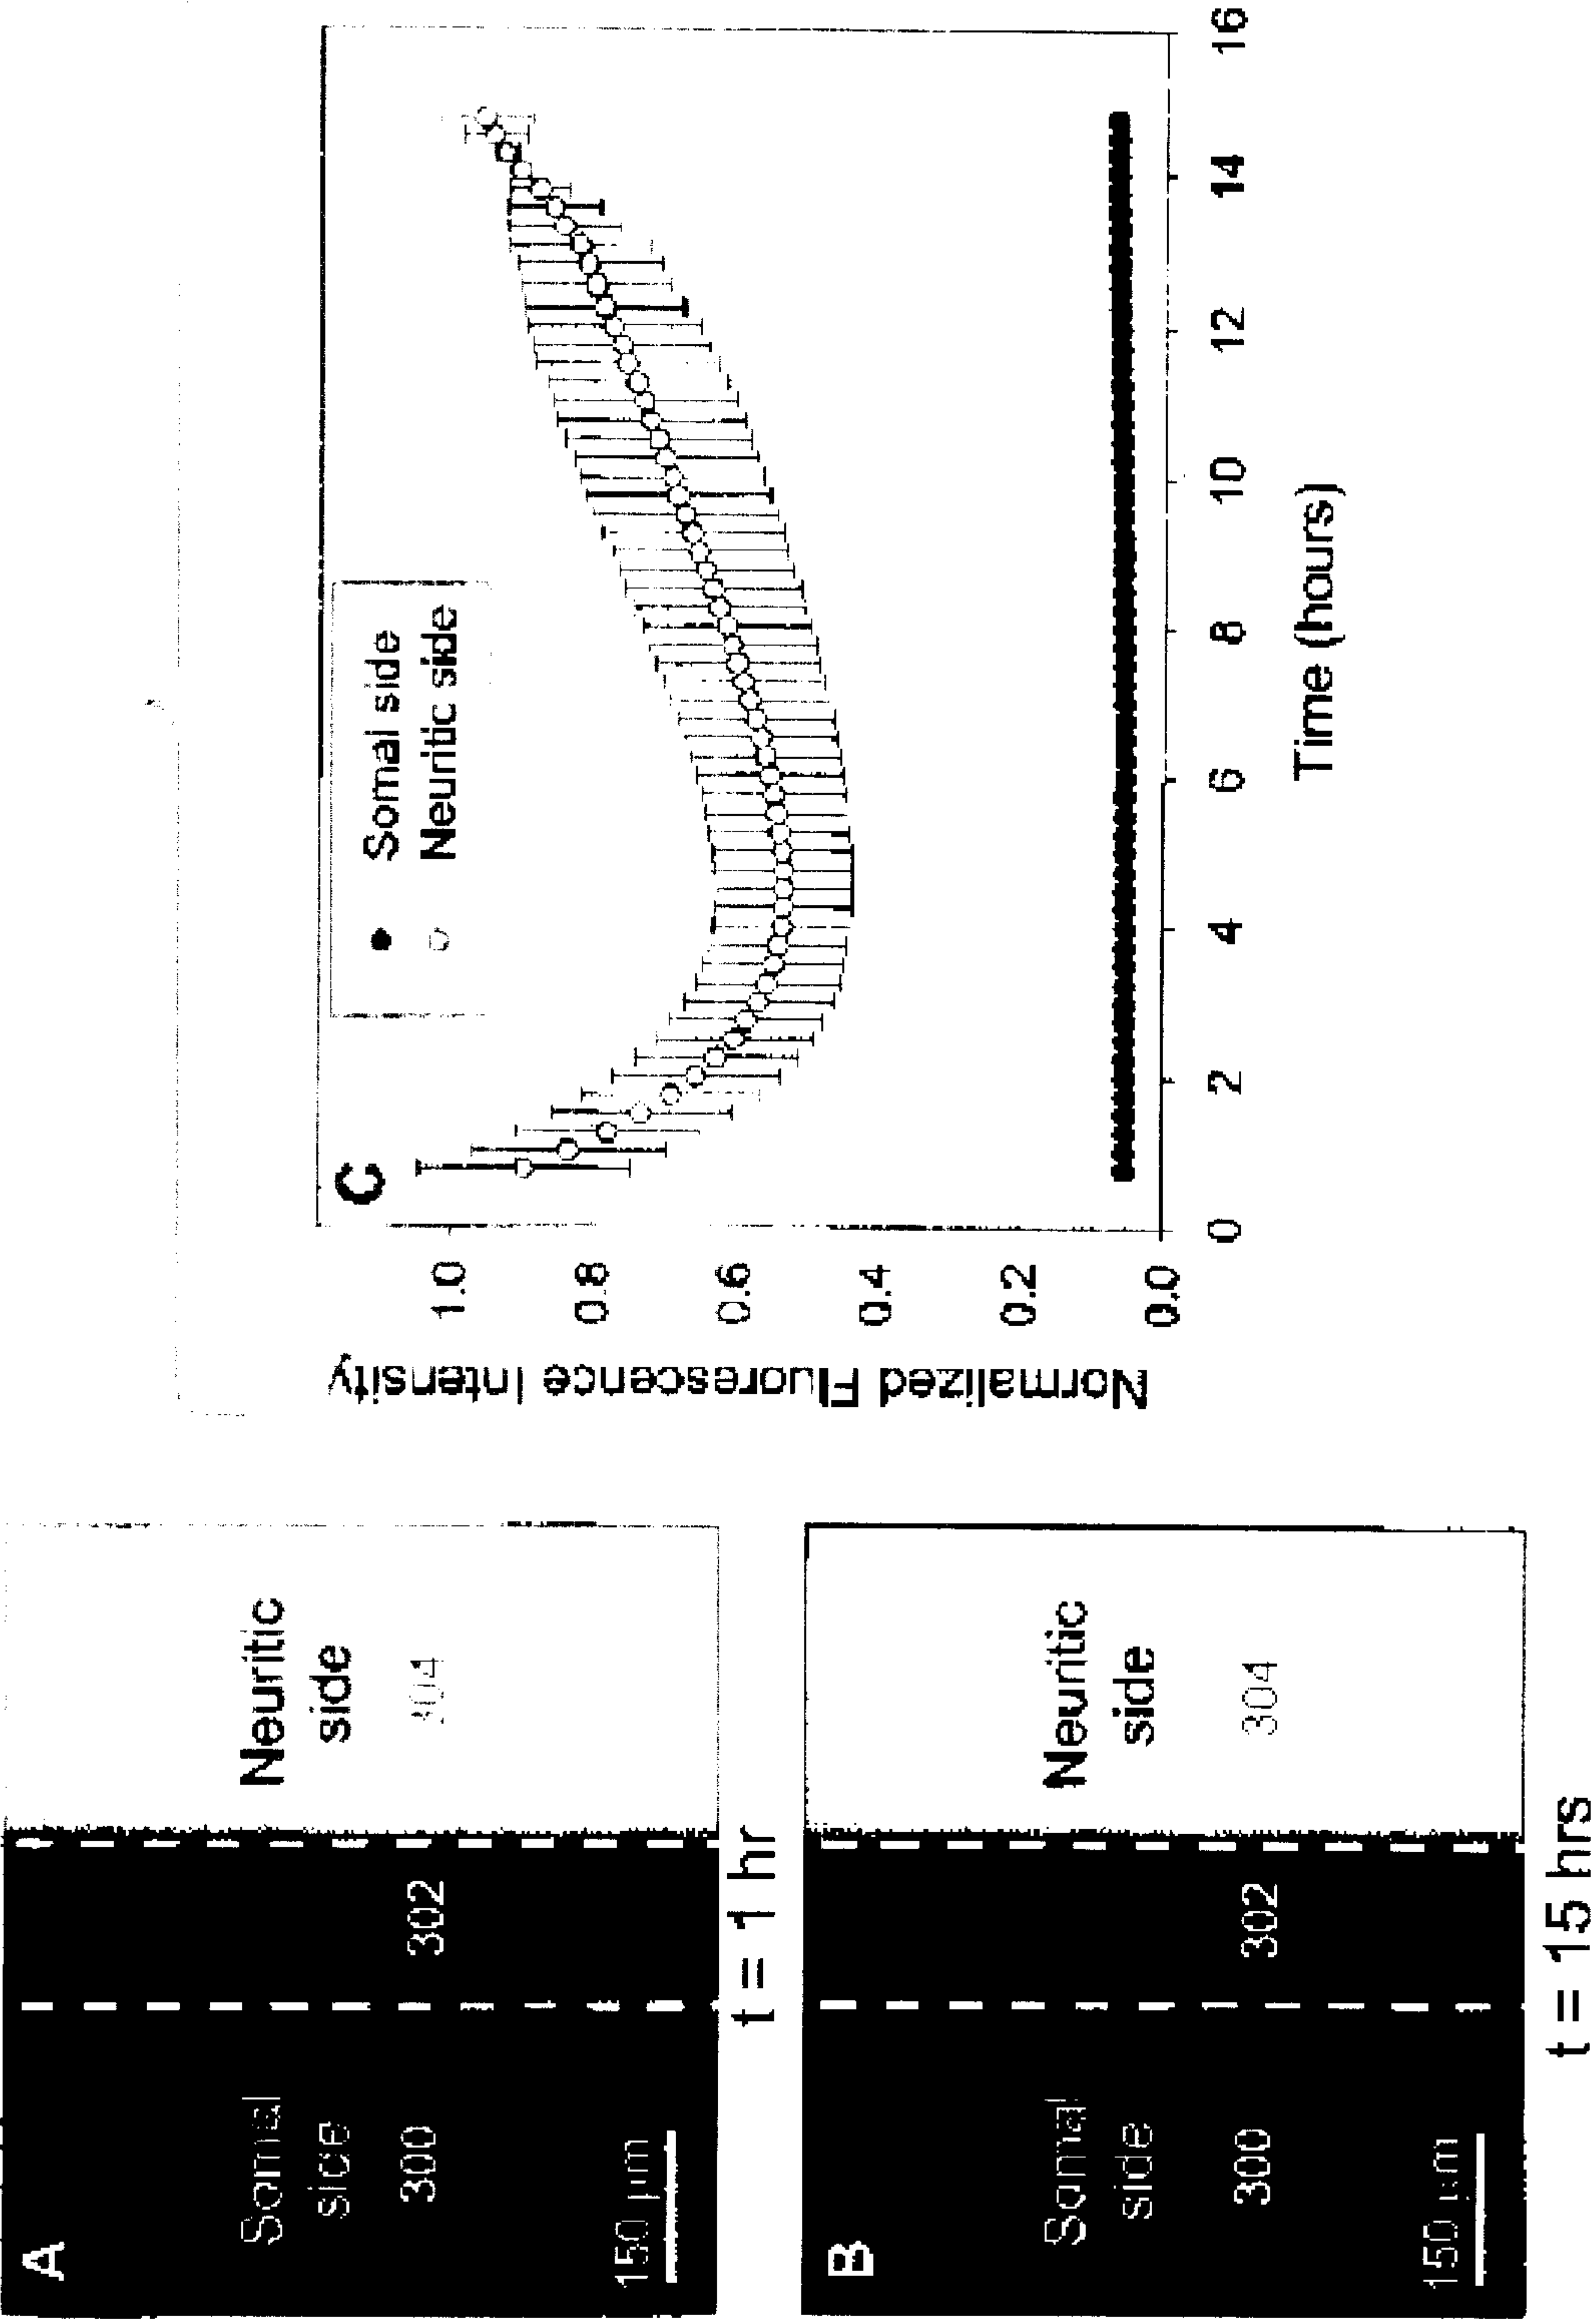 A
Somal
side
300
302
Neuritic
side
304
150 µm
t = 1 hr
B
Somal
side
300
302
Neuritic
side
304
150 µm
t = 15 hrs
C
Somal side
Neuritic side
Normalized Fluorescence Intensity
1.0
0.8
0.6
0.4
0.2
0.0
0 2 4 6 8 10 12 14 16
Time (hours)